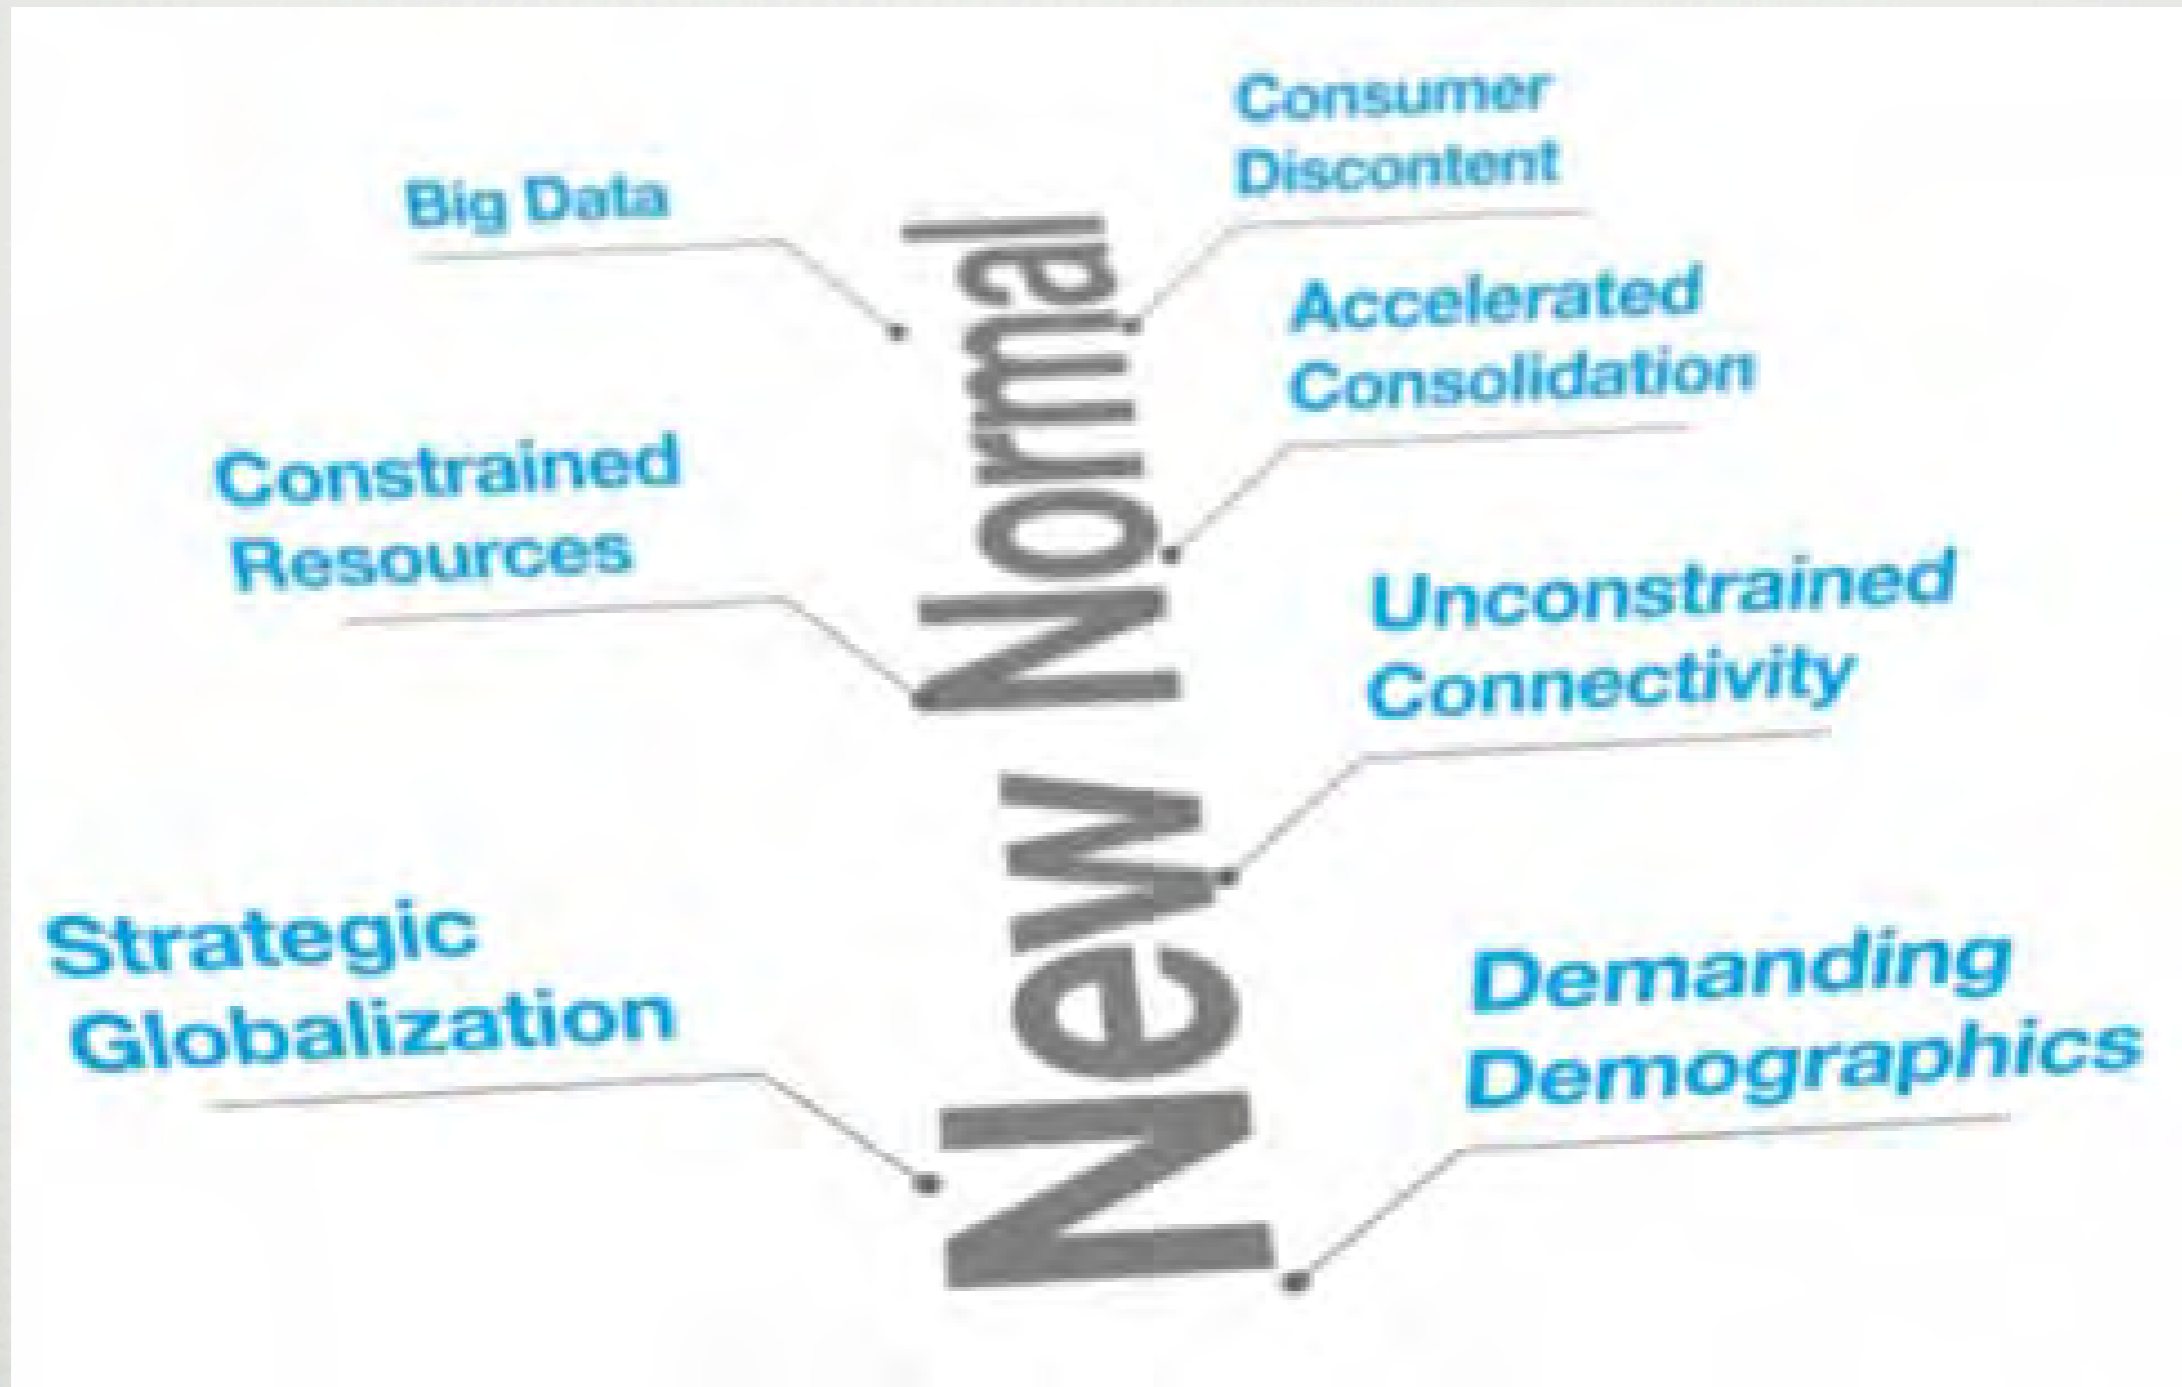 Big Data
Constrained
Resources
Strategic
Globalization
New Normal
Consumer
Discontent
Accelerated
Consolidation
Unconstrained
Connectivity
Demanding
Demographics